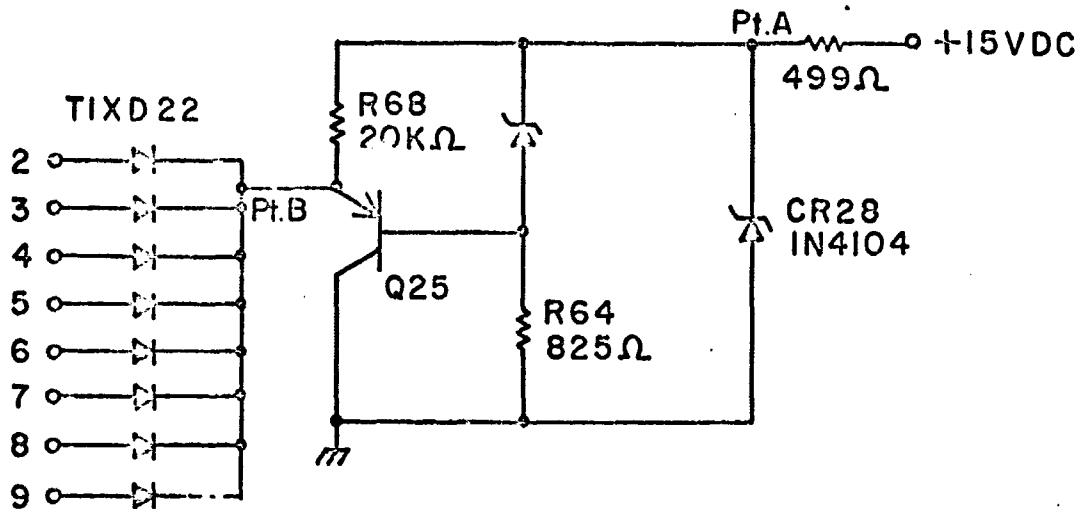 Pt.A
+15VDC
499Ω
TIXD22
R68
20KΩ
2
3
Pt.B
4
5
6
7
8
9
Q25
CR28
1N4104
R64
825Ω